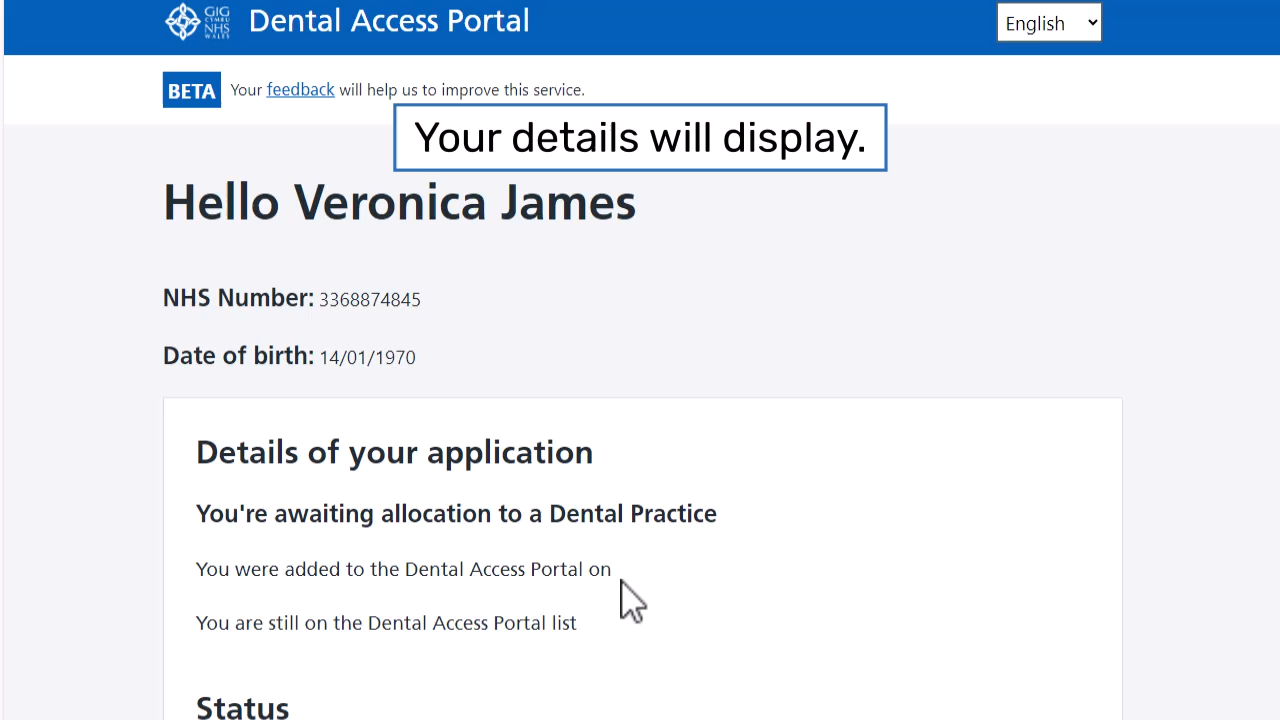 GIG
CYMRU
NHS
WALES
Dental Access Portal
English
BETA
Your feedback will help us to improve this service.
Your details will display.
Hello Veronica James
NHS Number: 3368874845
Date of birth: 14/01/1970
Details of your application
You're awaiting allocation to a Dental Practice
You were added to the Dental Access Portal on
You are still on the Dental Access Portal list
Status